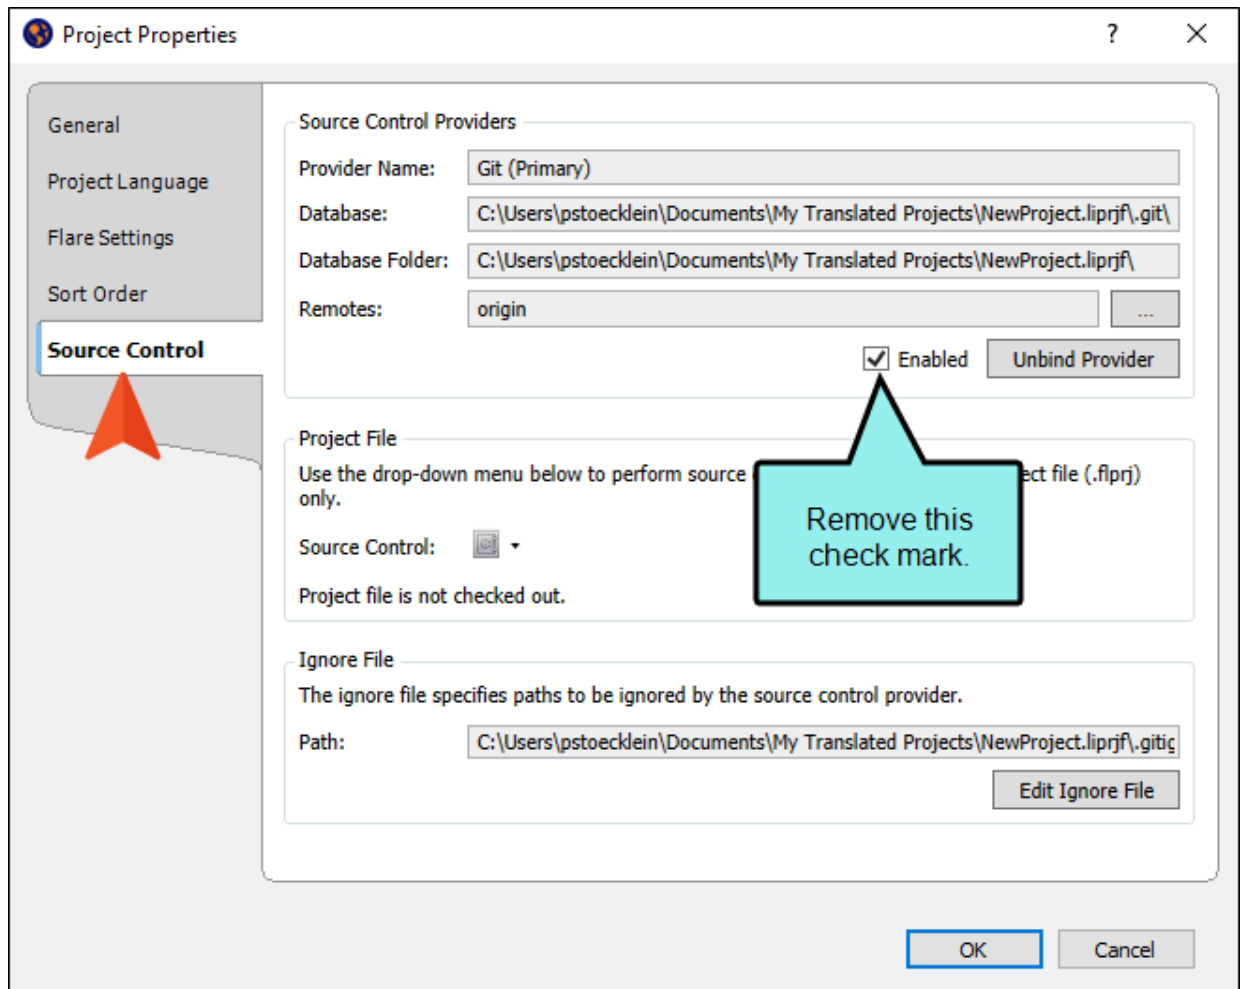 Project Properties
?
General
Project Language
Flare Settings
Sort Order
Source Control
Source Control Providers
Provider Name: Git (Primary)
Database: C:\Users\pstoecklein\Documents\My Translated Projects\NewProject.liprjf\.git\
Database Folder: C:\Users\pstoecklein\Documents\My Translated Projects\NewProject.liprjf\
Remotes: origin ...
Enabled Unbind Provider
Project File
Use the drop-down menu below to perform source ect file (.flprj)
only.
Remove this
check mark.
Source Control:
Project file is not checked out.
Ignore File
The ignore file specifies paths to be ignored by the source control provider.
Path: C:\Users\pstoecklein\Documents\My Translated Projects\NewProject.liprjf\.gitig
Edit Ignore File
OK Cancel